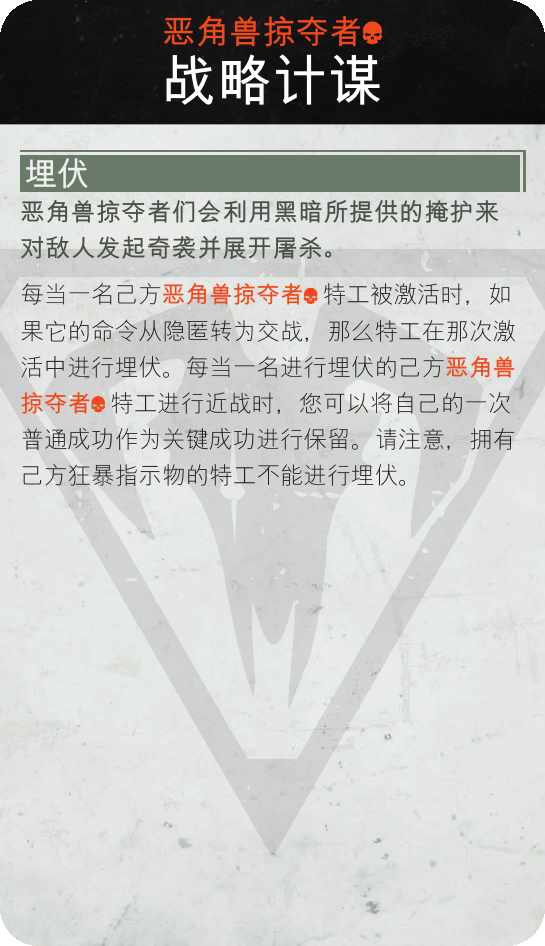 恶角兽掠夺者
战略计谋
埋伏
恶角兽掠夺者们会利用黑暗所提供的掩护来
对敌人发起奇袭并展开屠杀。
每当一名己方恶角兽掠夺者特工被激活时，如
果它的命令从隐匿转为交战，那么特工在那次激
活中进行埋伏。每当一名进行埋伏的己方恶角兽
掠夺者特工进行近战时，您可以将自己的一次
普通成功作为关键成功进行保留。请注意，拥有
己方狂暴指示物的特工不能进行埋伏。